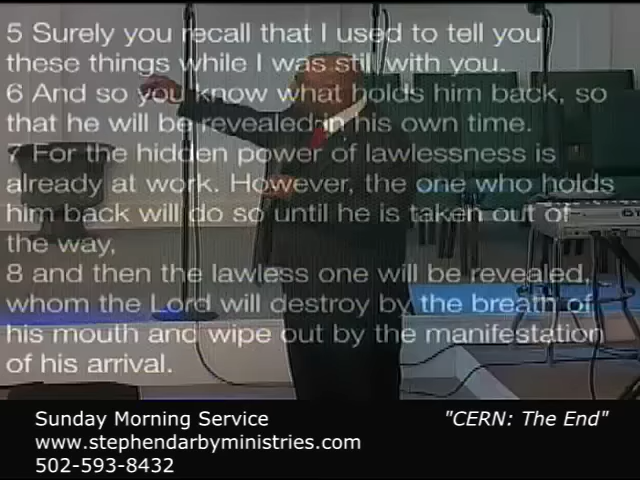 5 Surely you recall that I used to tell you
these things while I was still with you.
6 And so you know what holds him back, so
that he will be revealed in his own time.
7 For the hidden power of lawlessness is
already at work. However, the one who holds
him back will do so until he is taken out of
the way,
8 and then the lawless one will be revealed,
whom the Lord will destroy by the breath of
his mouth and wipe out by the manifestation
of his arrival.
Sunday Morning Service "CERN: The End"
www.stephendarbyministries.com
502-593-8432